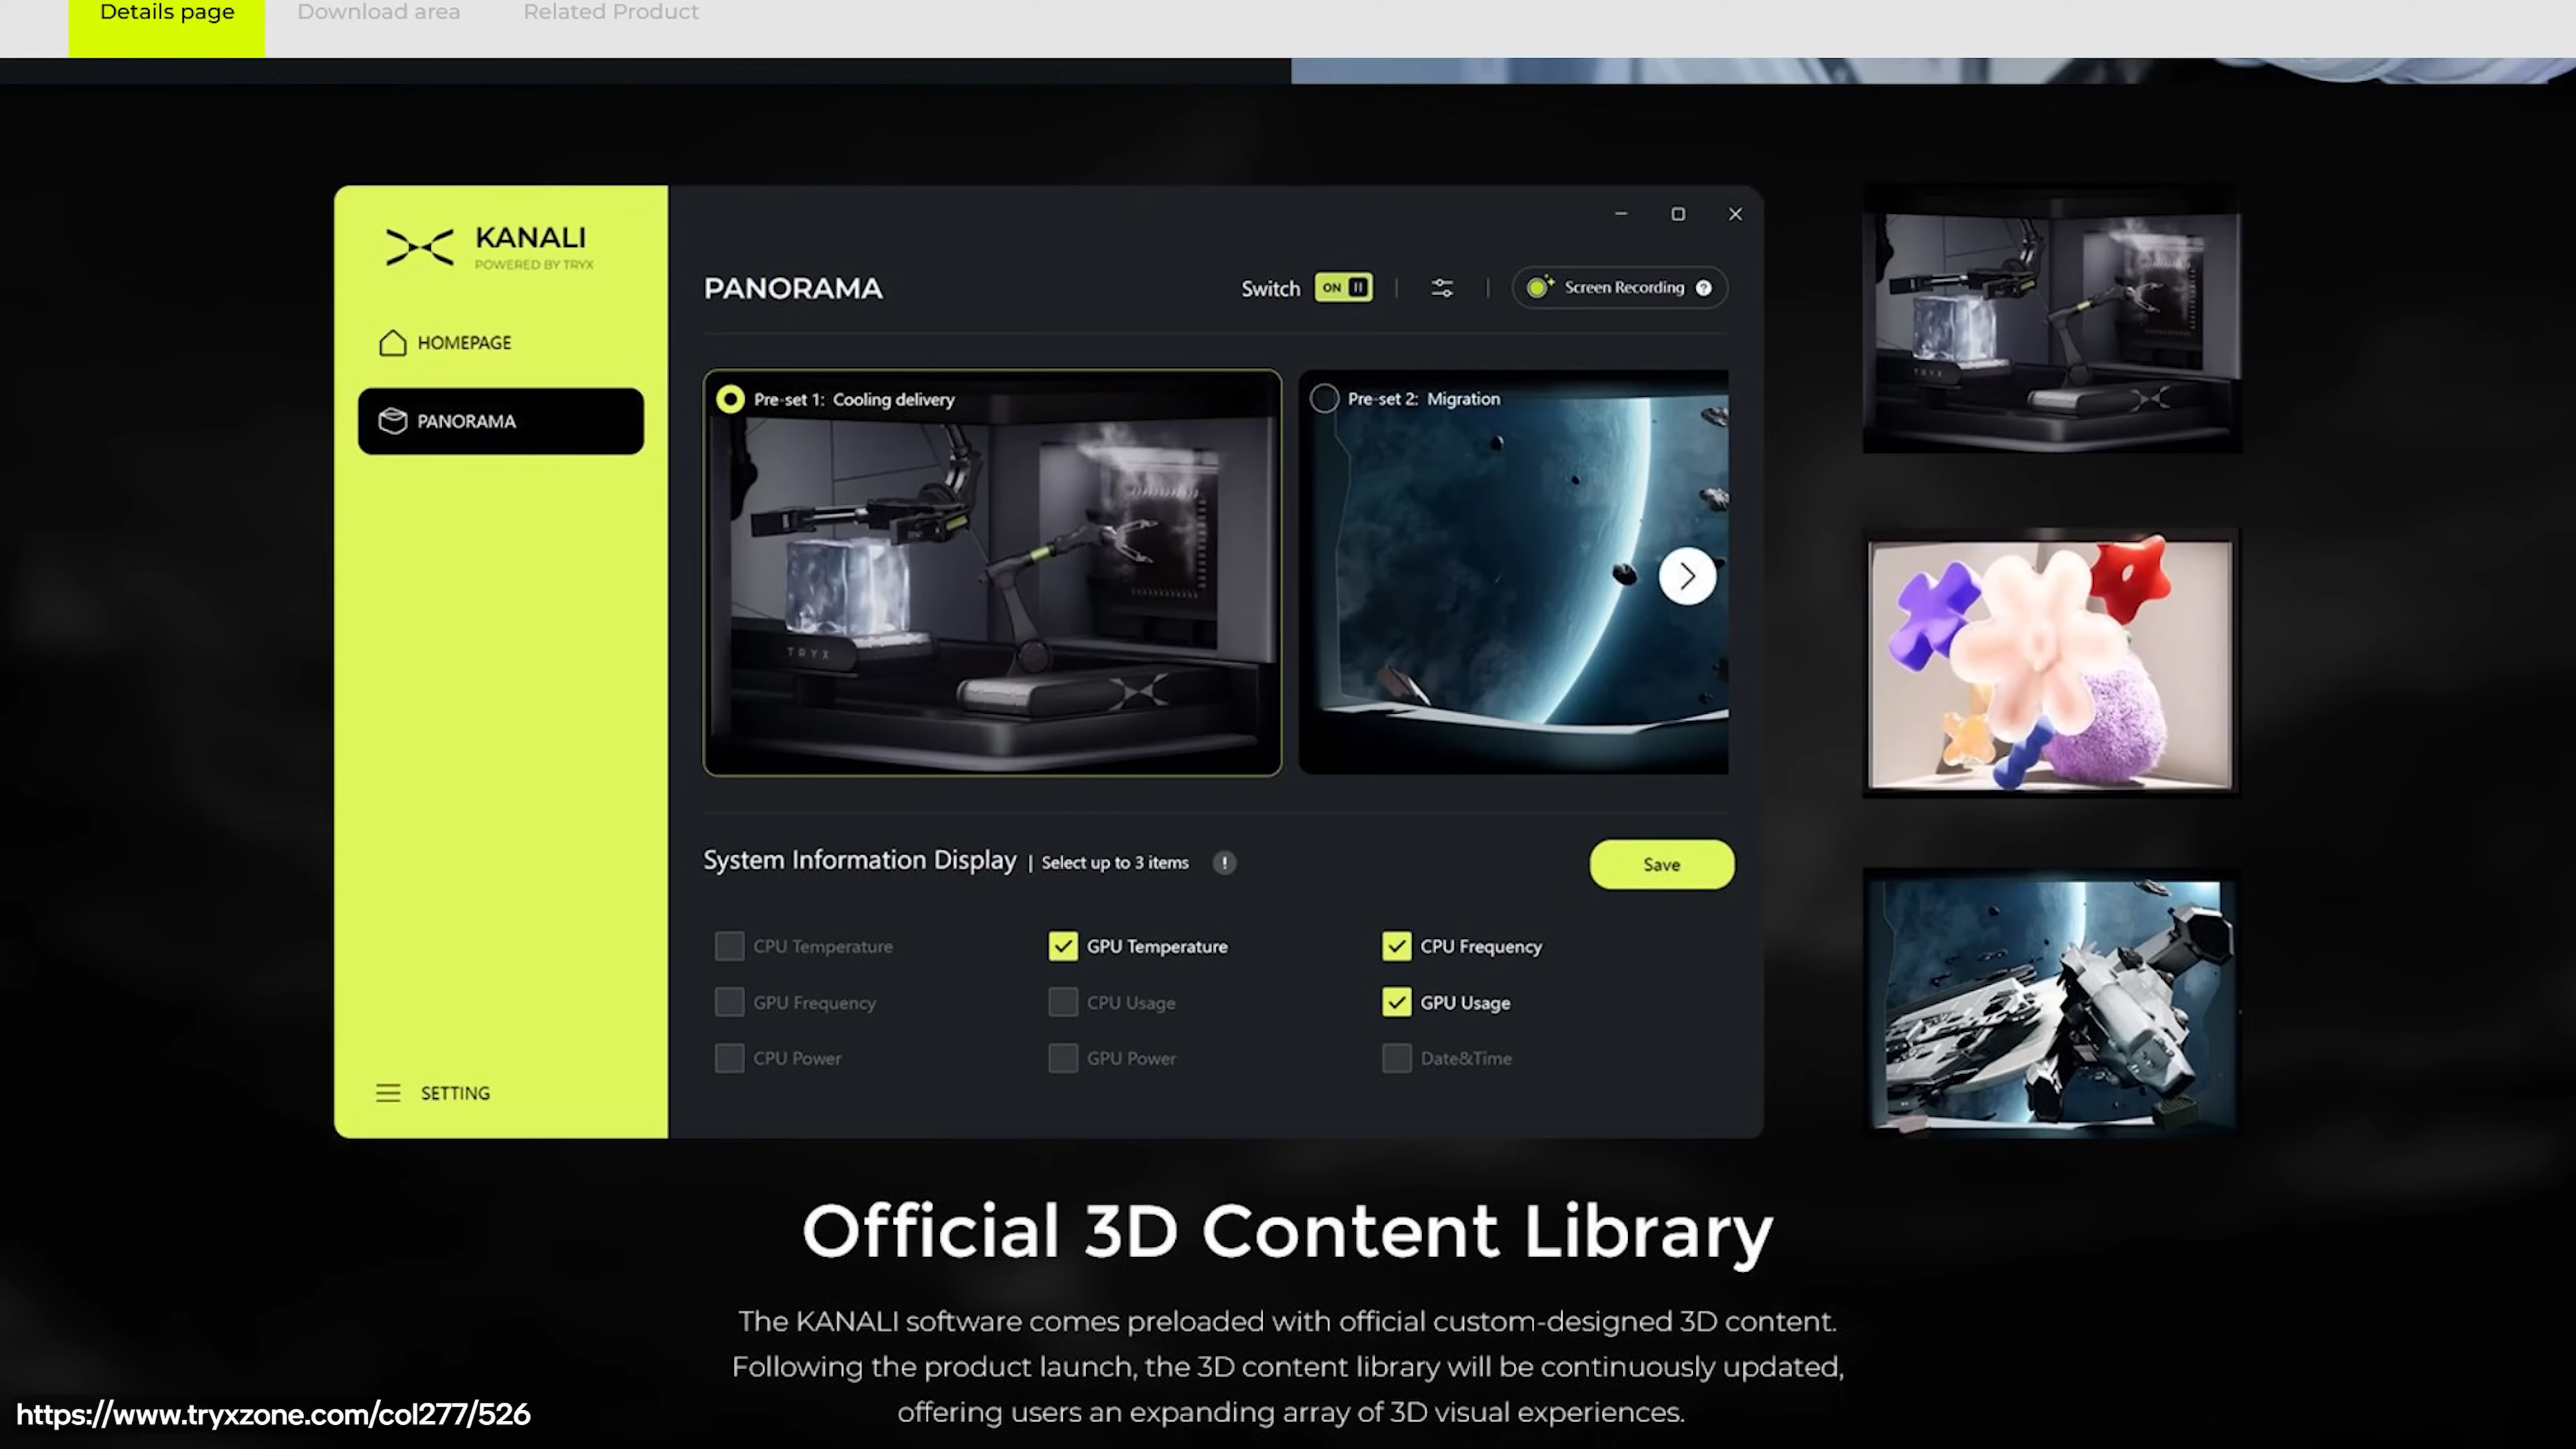 Details page
Download area
Related Product
KANALI
POWERED BY TRYX
HOMEPAGE
PANORAMA
SETTING
PANORAMA
Switch ON
Screen Recording ?
Pre-set 1: Cooling delivery
TRYX
Pre-set 2: Migration
System Information Display | Select up to 3 items !
Save
CPU Temperature
GPU Temperature
CPU Frequency
GPU Frequency
CPU Usage
GPU Usage
CPU Power
GPU Power
Date&Time
TRYX
Official 3D Content Library
The KANALI software comes preloaded with official custom-designed 3D content.
Following the product launch, the 3D content library will be continuously updated,
offering users an expanding array of 3D visual experiences.
https://www.tryxzone.com/col277/526